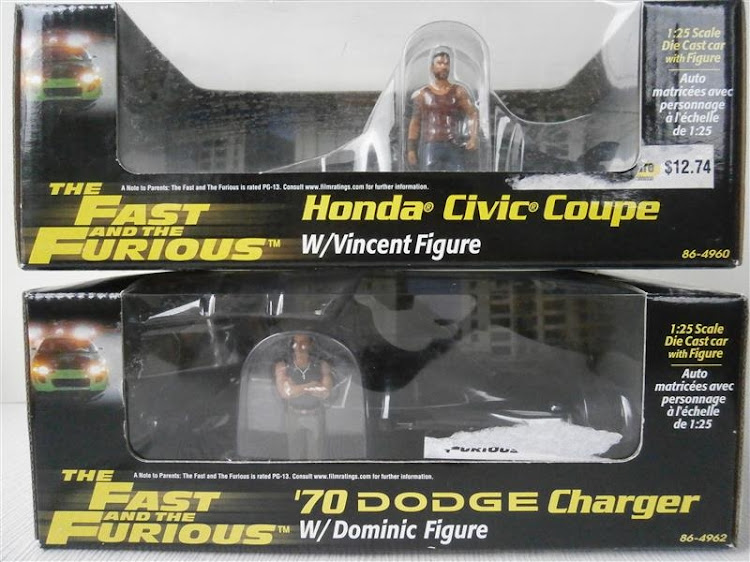 1:25 Scale
Die Cast car
with Figure
Auto
matricées avec
personnage
à l'échelle
de 1:25
$12.74
A Note to Parents: The Fast and The Furious is rated PG-13. Consult www.filmratings.com for further information.
THE
FAST
AND THE
FURIOUS™
Honda® Civic® Coupe
W/Vincent Figure
86-4960
1:25 Scale
Die Cast car
with Figure
Auto
matricées avec
personnage
à l'échelle
de 1:25
FURIOUS
A Note to Parents: The Fast and The Furious is rated PG-13. Consult www.filmratings.com for further information.
THE
FAST
AND THE
FURIOUS™
'70 DODGE Charger
W/Dominic Figure
86-4962